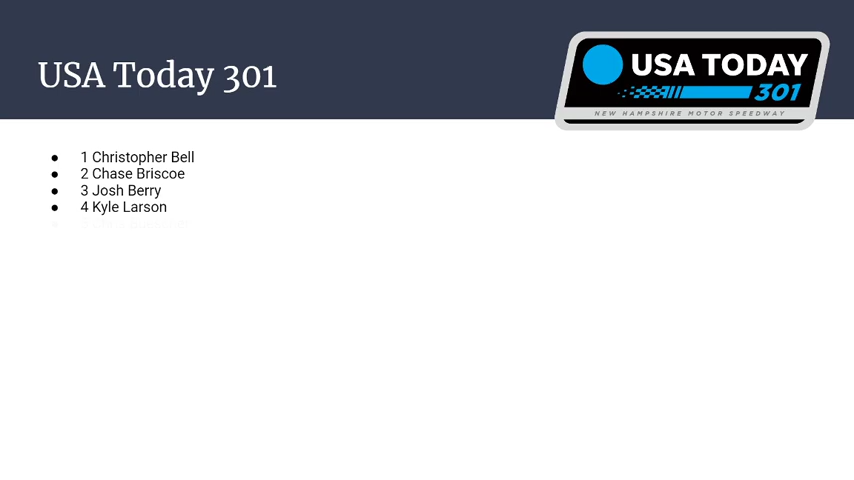 USA Today 301
USA TODAY
301
NEW HAMPSHIRE MOTOR SPEEDWAY
● 1 Christopher Bell
● 2 Chase Briscoe
● 3 Josh Berry
● 4 Kyle Larson